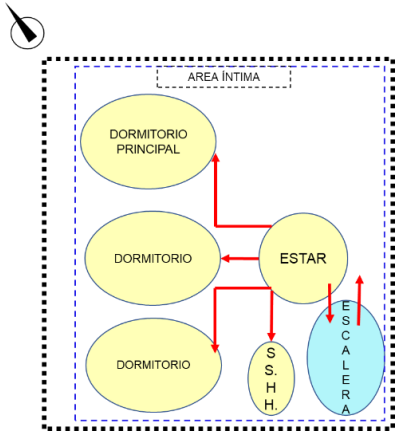 AREA ÍNTIMA
DORMITORIO
PRINCIPAL
DORMITORIO
ESTAR
DORMITORIO
S
S.
H
H.
E
S
C
A
L
E
R
A